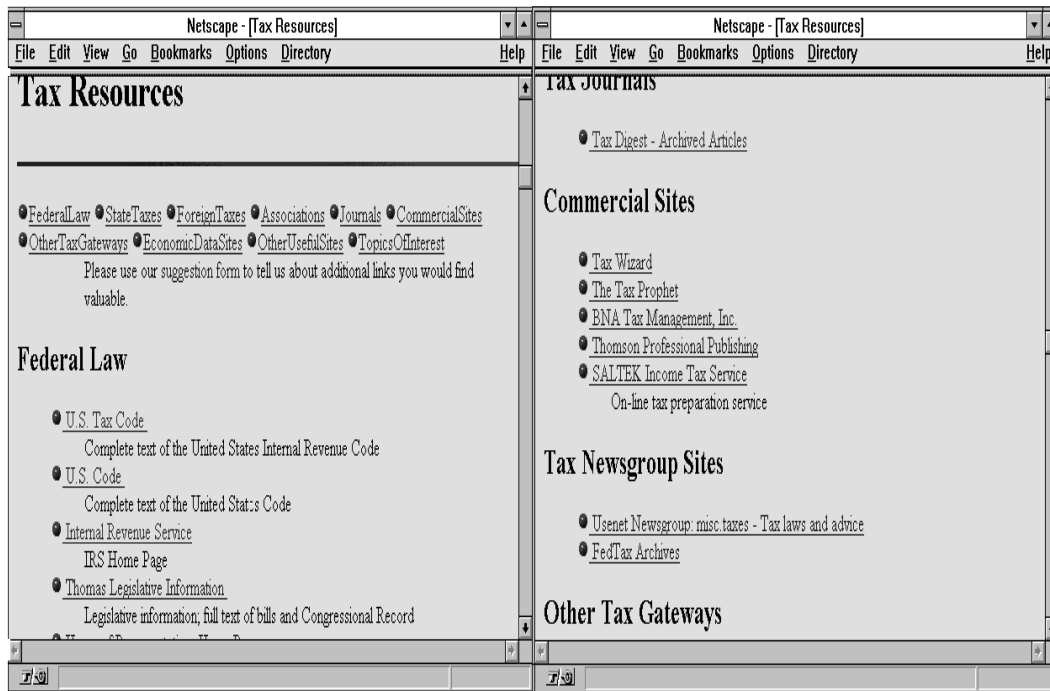 Netscape - [Tax Resources]
File Edit View Go Bookmarks Options Directory Help
Tax Resources
FederalLaw StateTaxes ForeignTaxes Associations Journals CommercialSites
OtherTaxGateways EconomicDataSites OtherUsefulSites TopicsOfInterest
Please use our suggestion form to tell us about additional links you would find
valuable.
Federal Law
U.S. Tax Code
Complete text of the United States Internal Revenue Code
U.S. Code
Complete text of the United States Code
Internal Revenue Service
IRS Home Page
Thomas Legislative Information
Legislative information; full text of bills and Congressional Record
Netscape - [Tax Resources]
File Edit View Go Bookmarks Options Directory Help
Tax Journals
Tax Digest - Archived Articles
Commercial Sites
Tax Wizard
The Tax Prophet
BNA Tax Management, Inc.
Thomson Professional Publishing
SALTEK Income Tax Service
On-line tax preparation service
Tax Newsgroup Sites
Usenet Newsgroup: misc.taxes - Tax laws and advice
FedTax Archives
Other Tax Gateways